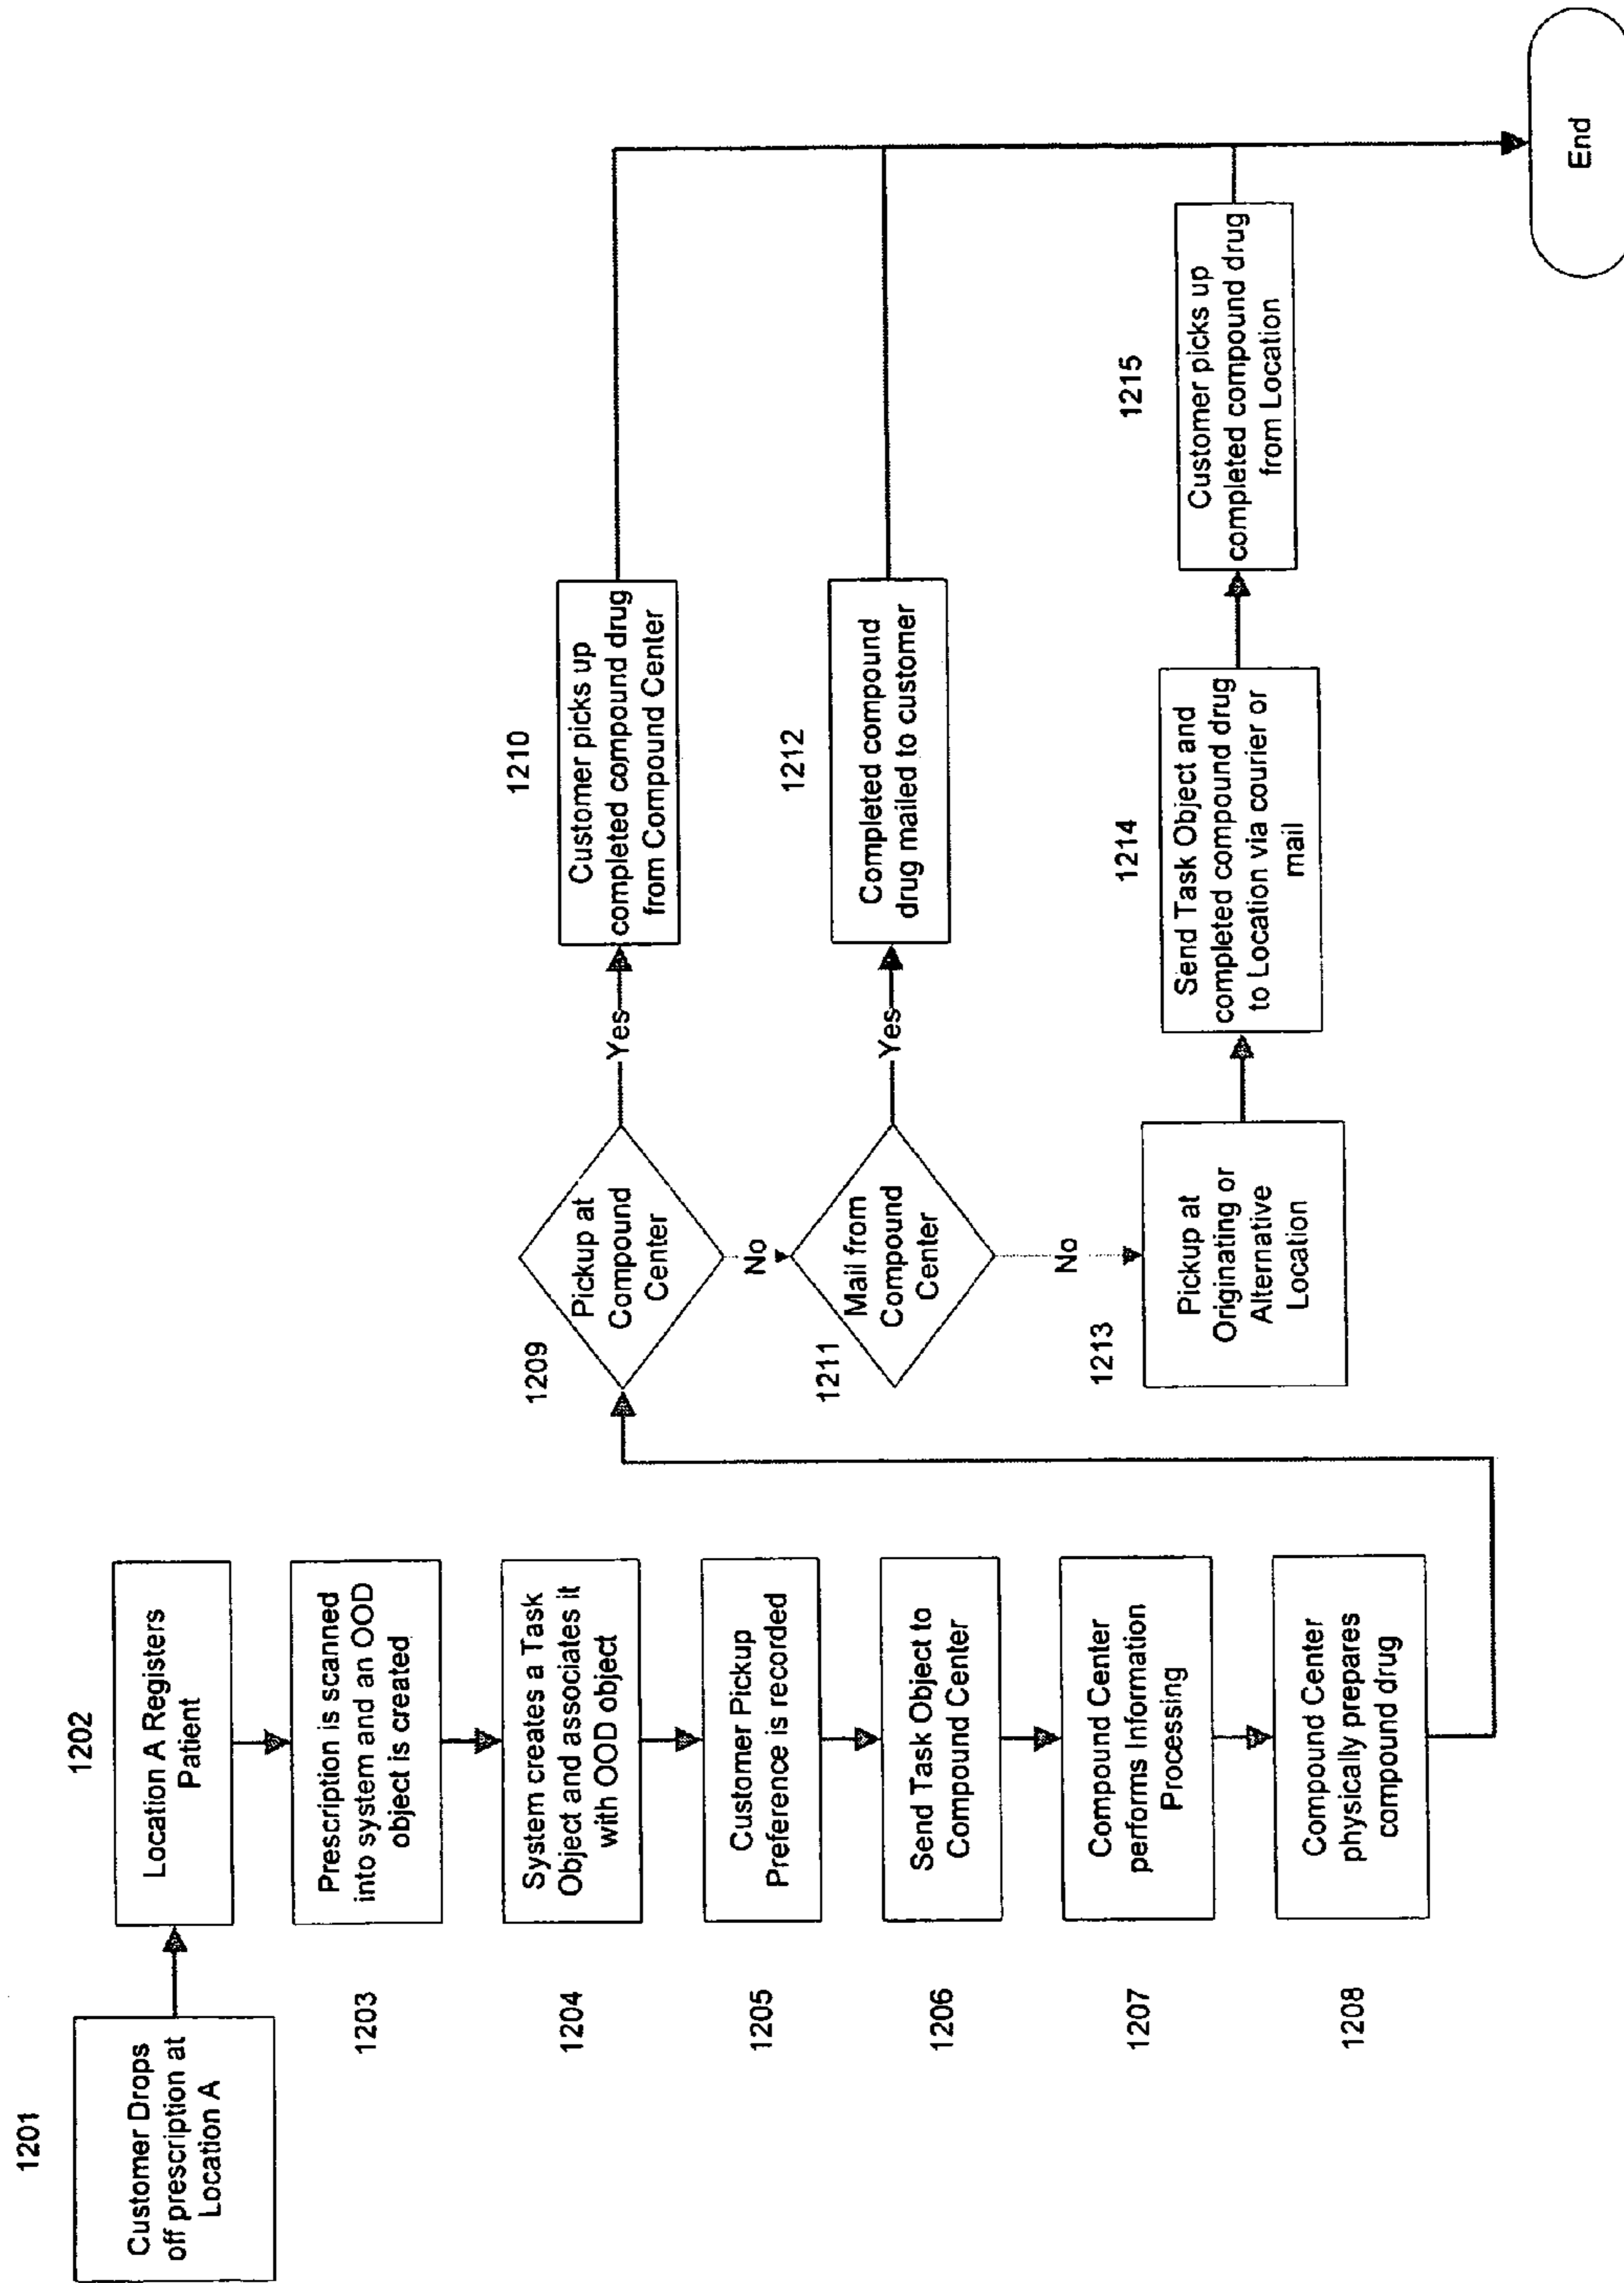 1201
Customer Drops
off prescription at
Location A
1202
Location A Registers
Patient
1203
Prescription is scanned
into system and an OOD
object is created
1204
System creates a Task
Object and associates it
with OOD object
1205
Customer Pickup
Preference is recorded
1206
Send Task Object to
Compound Center
1207
Compound Center
performs Information
Processing
1208
Compound Center
physically prepares
compound drug
1209
Pickup at
Compound
Center
Yes
1210
Customer picks up
completed compound drug
from Compound Center
No
1211
Mail from
Compound
Center
Yes
1212
Completed compound
drug mailed to customer
No
1213
Pickup at
Originating or
Alternative
Location
1214
Send Task Object and
completed compound drug
to Location via courier or
mail
1215
Customer picks up
completed compound drug
from Location
End